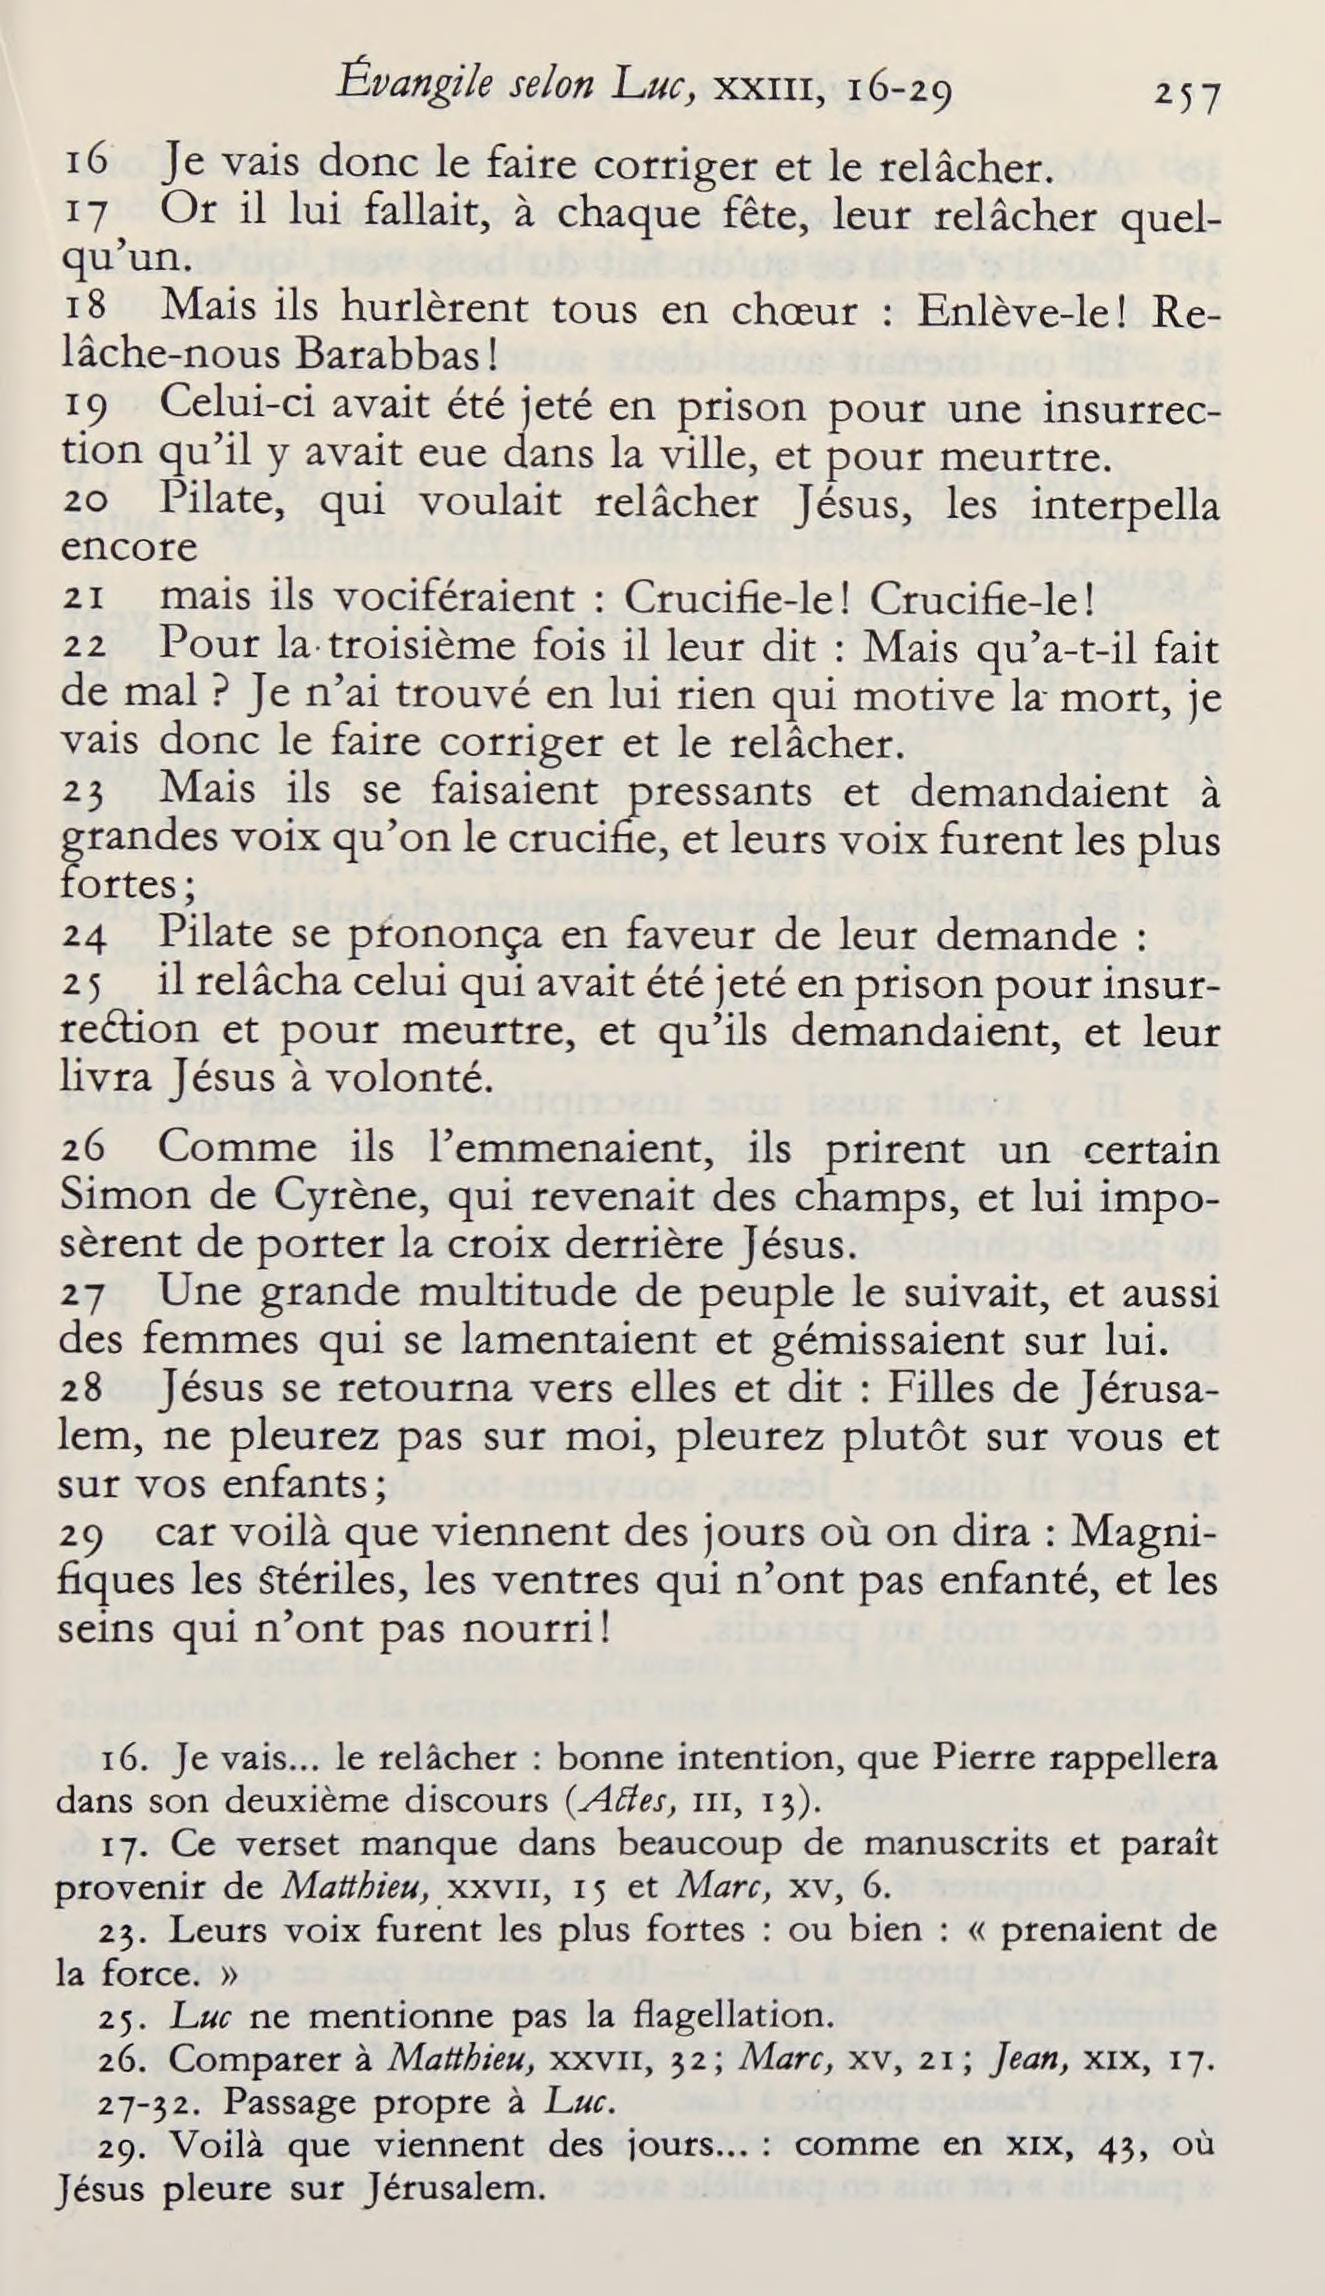 Évangile selon Luc, XXIII, 16-29 257
16 Je vais donc le faire corriger et le relâcher.
17 Or il lui fallait, à chaque fête, leur relâcher quel-
qu’un.
18 Mais ils hurlèrent tous en chœur : Enlève-le! Re-
lâche-nous Barabbas!
19 Celui-ci avait été jeté en prison pour une insurrec-
tion qu’il y avait eue dans la ville, et pour meurtre.
20 Pilate, qui voulait relâcher Jésus, les interpella
encore
21 mais ils vociféraient : Crucifie-le! Crucifie-le!
22 Pour la troisième fois il leur dit : Mais qu’a-t-il fait
de mal ? Je n’ai trouvé en lui rien qui motive la mort, je
vais donc le faire corriger et le relâcher.
23 Mais ils se faisaient pressants et demandaient à
grandes voix qu’on le crucifie, et leurs voix furent les plus
fortes;
24 Pilate se prononça en faveur de leur demande :
25 il relâcha celui qui avait été jeté en prison pour insur-
rection et pour meurtre, et qu’ils demandaient, et leur
livra Jésus à volonté.
26 Comme ils l’emmenaient, ils prirent un certain
Simon de Cyrène, qui revenait des champs, et lui impo-
sèrent de porter la croix derrière Jésus.
27 Une grande multitude de peuple le suivait, et aussi
des femmes qui se lamentaient et gémissaient sur lui.
28 Jésus se retourna vers elles et dit : Filles de Jérusa-
lem, ne pleurez pas sur moi, pleurez plutôt sur vous et
sur vos enfants;
29 car voilà que viennent des jours où on dira : Magni-
fiques les stériles, les ventres qui n’ont pas enfanté, et les
seins qui n’ont pas nourri!
16. Je vais... le relâcher : bonne intention, que Pierre rappellera
dans son deuxième discours (Actes, III, 13).
17. Ce verset manque dans beaucoup de manuscrits et paraît
provenir de Matthieu, XXVII, 15 et Marc, XV, 6.
23. Leurs voix furent les plus fortes : ou bien : « prenaient de
la force. »
25. Luc ne mentionne pas la flagellation.
26. Comparer à Matthieu, XXVII, 32; Marc, XV, 21; Jean, XIX, 17.
27-32. Passage propre à Luc.
29. Voilà que viennent des jours... : comme en XIX, 43, où
Jésus pleure sur Jérusalem.